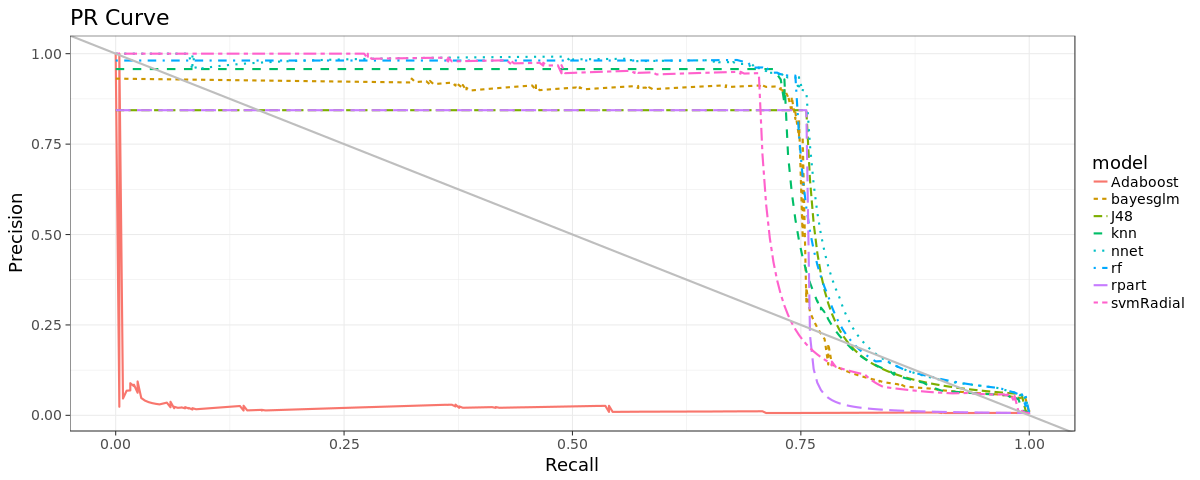 PR Curve
Precision
1.00
0.75
0.50
0.25
0.00
0.00 0.25 0.50 0.75 1.00
Recall
model
Adaboost
bayesglm
J48
knn
nnet
rf
rpart
svmRadial